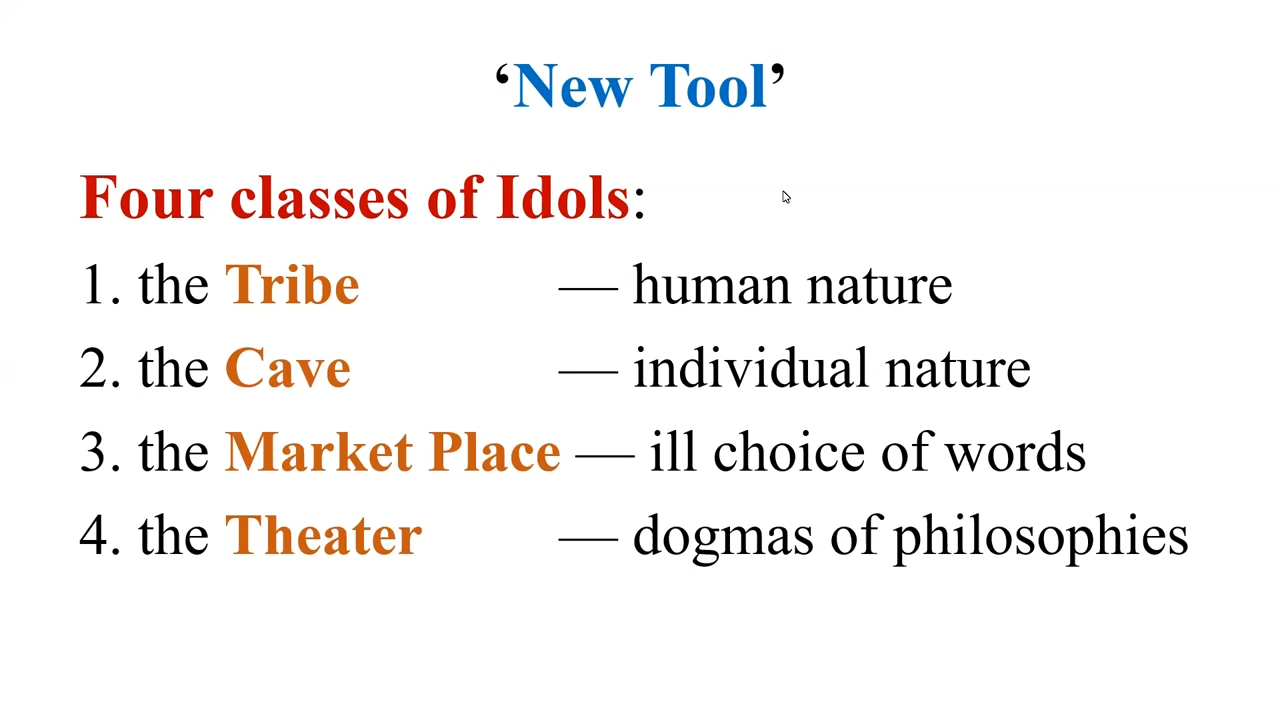 ‘New Tool’
Four classes of Idols:
1. the Tribe — human nature
2. the Cave — individual nature
3. the Market Place — ill choice of words
4. the Theater — dogmas of philosophies